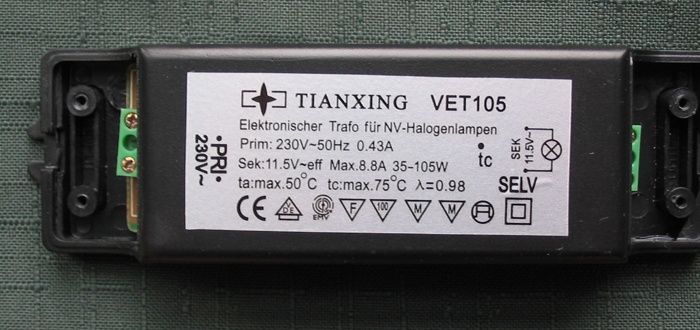 TIANXING VET105
Elektronischer Trafo für NV-Halogenlampen
Prim: 230V~50Hz 0.43A
Sek:11.5V~eff Max.8.8A 35-105W
ta:max.50°C tc:max.75°C λ=0.98
CE DE EMV F 100 M M
•PRI•
230V~
•
tc
SEK
11.5V~
SELV